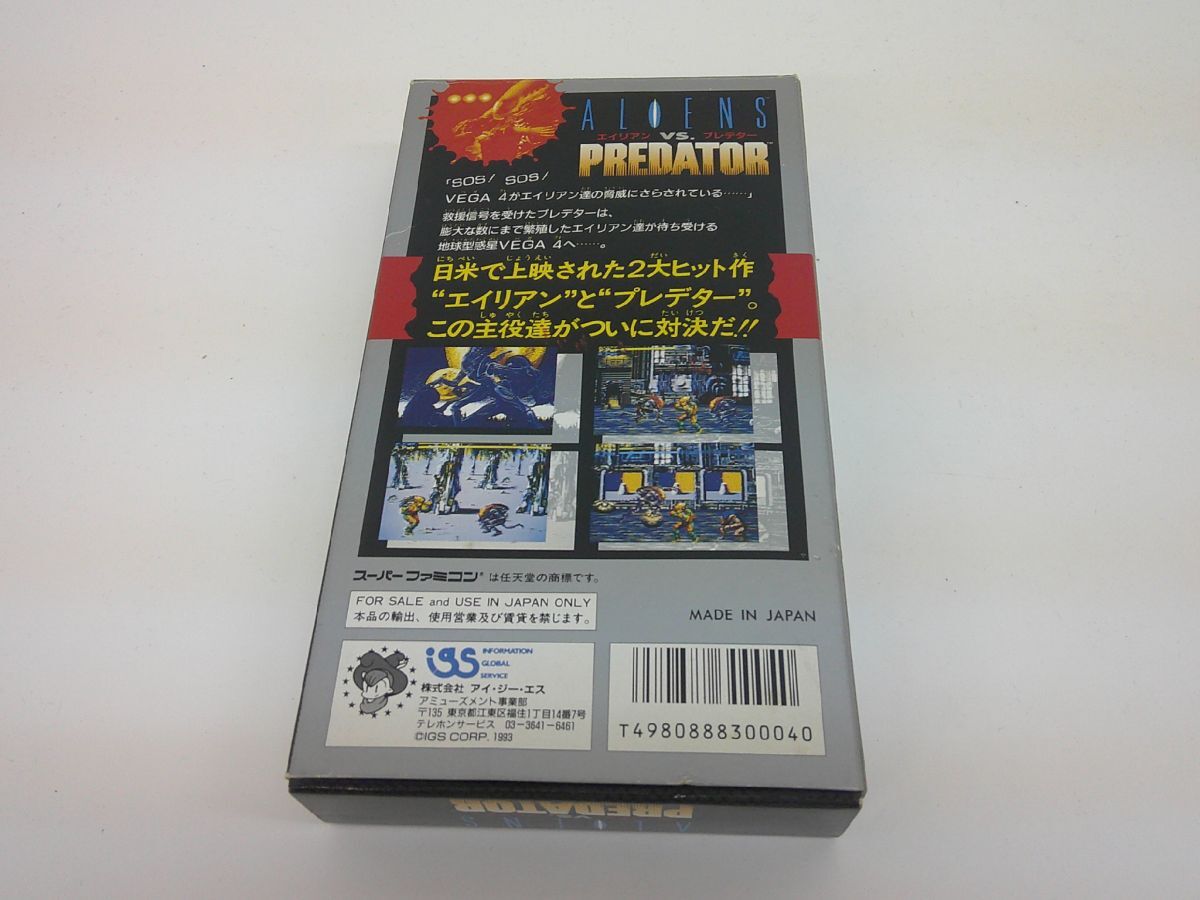 ALIENS
エイリアン VS. プレデター
PREDATOR™
「SOS! SOS!
VEGA 4がエイリアン達の脅威にさらされている……」
救援信号を受けたプレデターは、
膨大な数にまで繁殖したエイリアン達が待ち受ける
地球型惑星VEGA 4へ……。
日米で上映された2大ヒット作
“エイリアン”と“プレデター”。
この主役達がついに対決だ!!
スーパーファミコン®は任天堂の商標です。
FOR SALE and USE IN JAPAN ONLY
本品の輸出、使用営業及び賃貸を禁じます。
MADE IN JAPAN
igs INFORMATION
GLOBAL
SERVICE
株式会社 アイ・ジー・エス
アミューズメント事業部
〒135 東京都江東区福住1丁目14番7号
テレホンサービス 03-3641-6461
©IGS CORP. 1993
T4980888300040
PREDATOR
VS.
ALIENS